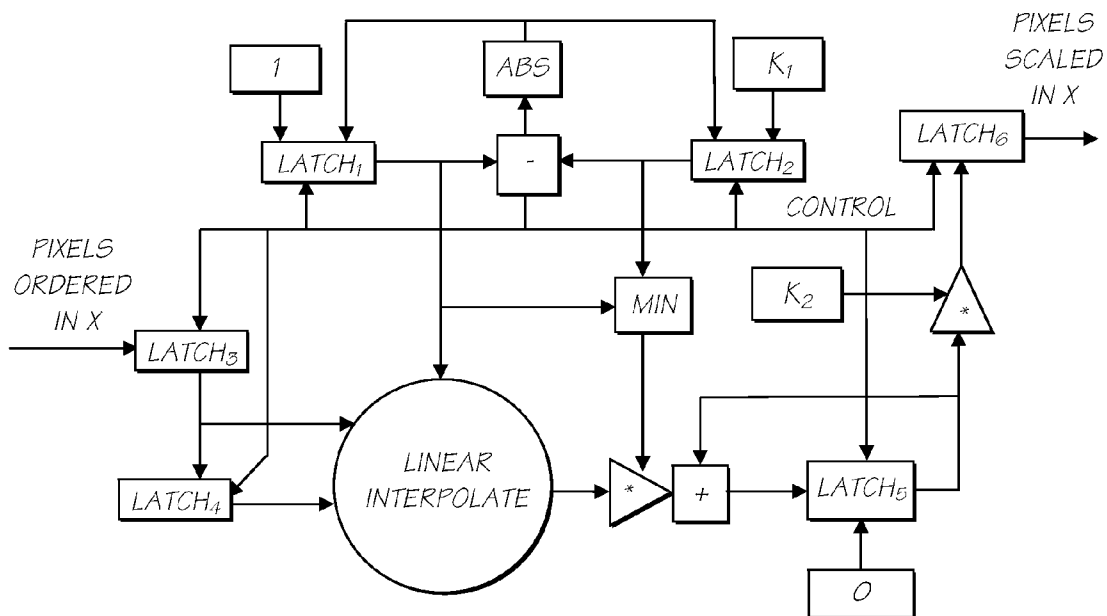 PIXELS
SCALED
IN X
1
ABS
K₁
LATCH₆
LATCH₁
-
LATCH₂
CONTROL
PIXELS
ORDERED
IN X
MIN
K₂
*
LATCH₃
LINEAR
INTERPOLATE
LATCH₄
*
+
LATCH₅
0